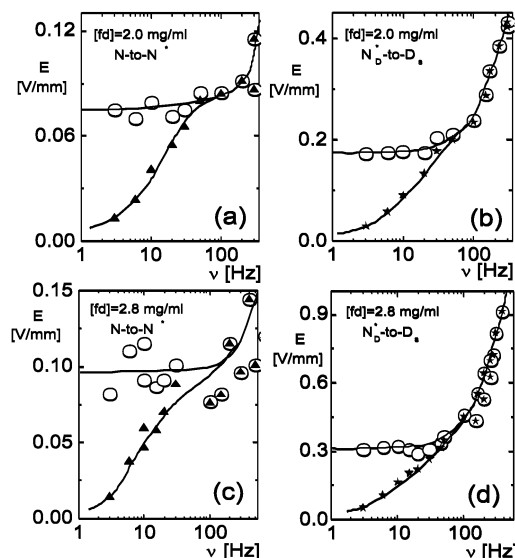 [fd]=2.0 mg/ml
N-to-N*
E
[V/mm]
0.12
0.06
0.00
1
10
100
ν [Hz]
(a)
[fd]=2.0 mg/ml
N*D-to-Ds
E
[V/mm]
0.4
0.2
0.0
1
10
100
ν [Hz]
(b)
[fd]=2.8 mg/ml
N-to-N*
E
[V/mm]
0.15
0.10
0.05
0.00
1
10
100
ν [Hz]
(c)
[fd]=2.8 mg/ml
N*D-to-Ds
E
[V/mm]
0.9
0.6
0.3
0.0
1
10
100
ν [Hz]
(d)